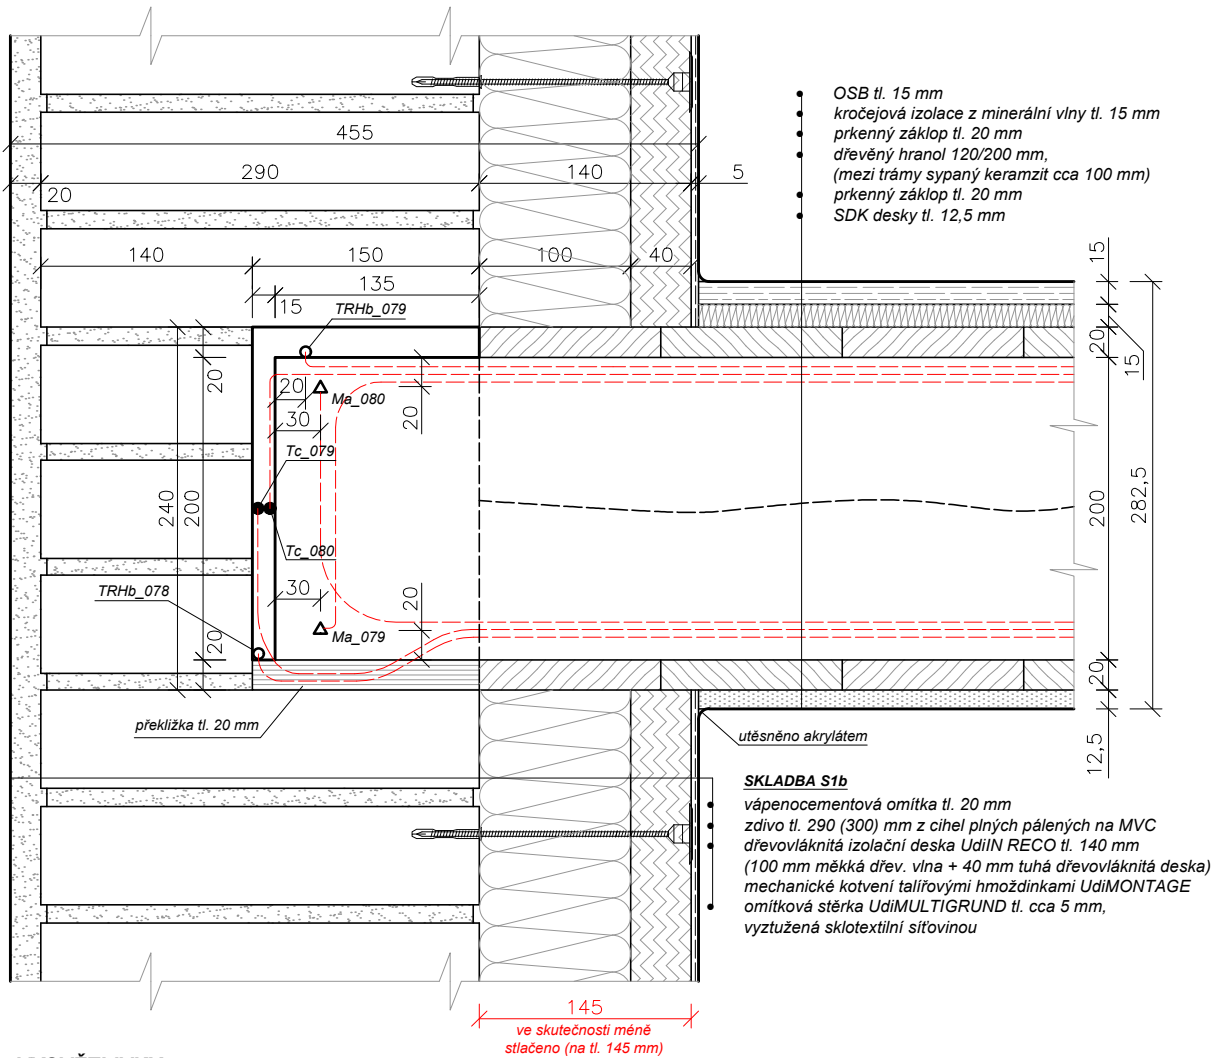 OSB tl. 15 mm
kročejová izolace z minerální vlny tl. 15 mm
prkenný záklop tl. 20 mm
dřevěný hranol 120/200 mm,
(mezi trámy sypaný keramzit cca 100 mm)
prkenný záklop tl. 20 mm
SDK desky tl. 12,5 mm
455
290
140
5
20
140
150
100
40
135
15
TRHb_079
15
20
15
20
20
Ma_080
20
30
Tc_079
240
200
200
282,5
Tc_080
TRHb_078
30
20
Ma_079
20
20
překližka tl. 20 mm
utěsněno akrylátem
12,5
SKLADBA S1b
vápenocementová omítka tl. 20 mm
zdivo tl. 290 (300) mm z cihel plných pálených na MVC
dřevovláknitá izolační deska UdiIN RECO tl. 140 mm
(100 mm měkká dřev. vlna + 40 mm tuhá dřevovláknitá deska)
mechanické kotvení talířovými hmoždinkami UdiMONTAGE
omítková stěrka UdiMULTIGRUND tl. cca 5 mm,
vyztužená sklotextilní síťovinou
145
ve skutečnosti méně
stlačeno (na tl. 145 mm)